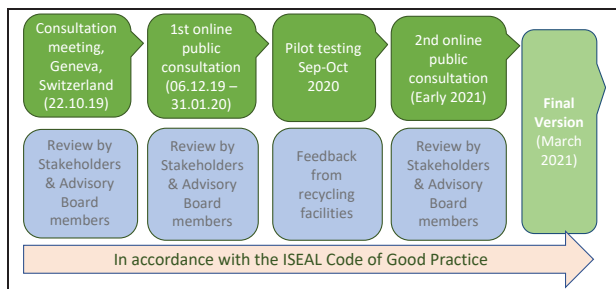 Consultation
meeting,
Geneva,
Switzerland
(22.10.19)
1st online
public
consultation
(06.12.19 –
31.01.20)
Pilot testing
Sep-Oct
2020
2nd online
public
consultation
(Early 2021)
Final
Version
(March
2021)
Review by
Stakeholders
& Advisory
Board
members
Review by
Stakeholders
& Advisory
Board
members
Feedback
from
recycling
facilities
Review by
Stakeholders
& Advisory
Board
members
In accordance with the ISEAL Code of Good Practice